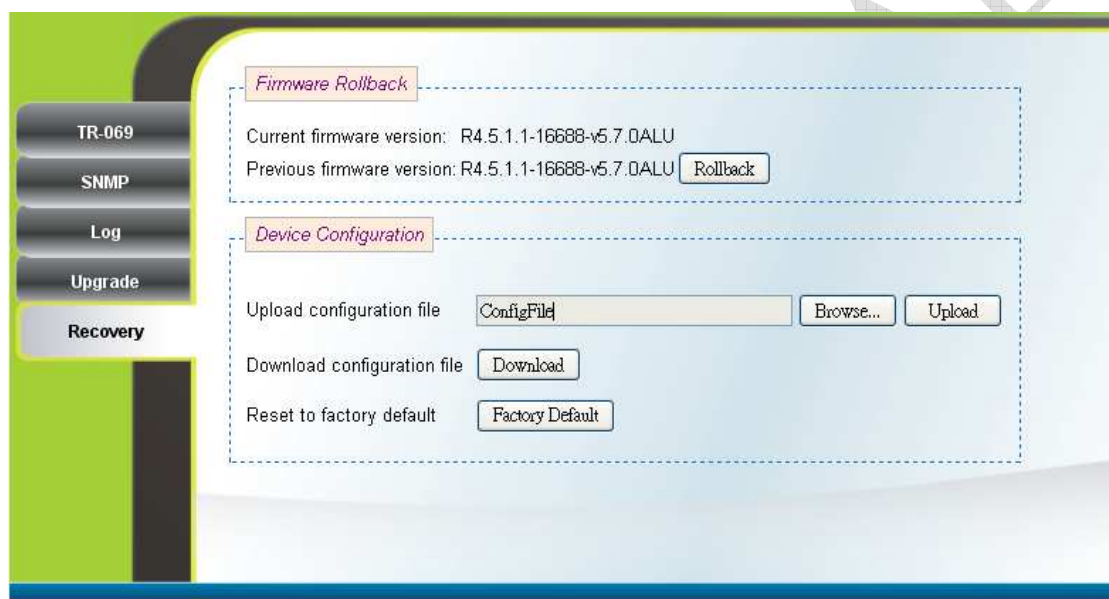 TR-069
SNMP
Log
Upgrade
Recovery
Firmware Rollback
Current firmware version: R4.5.1.1-16688-v5.7.0ALU
Previous firmware version: R4.5.1.1-16688-v5.7.0ALU Rollback
Device Configuration
Upload configuration file ConfigFile Browse... Upload
Download configuration file Download
Reset to factory default Factory Default